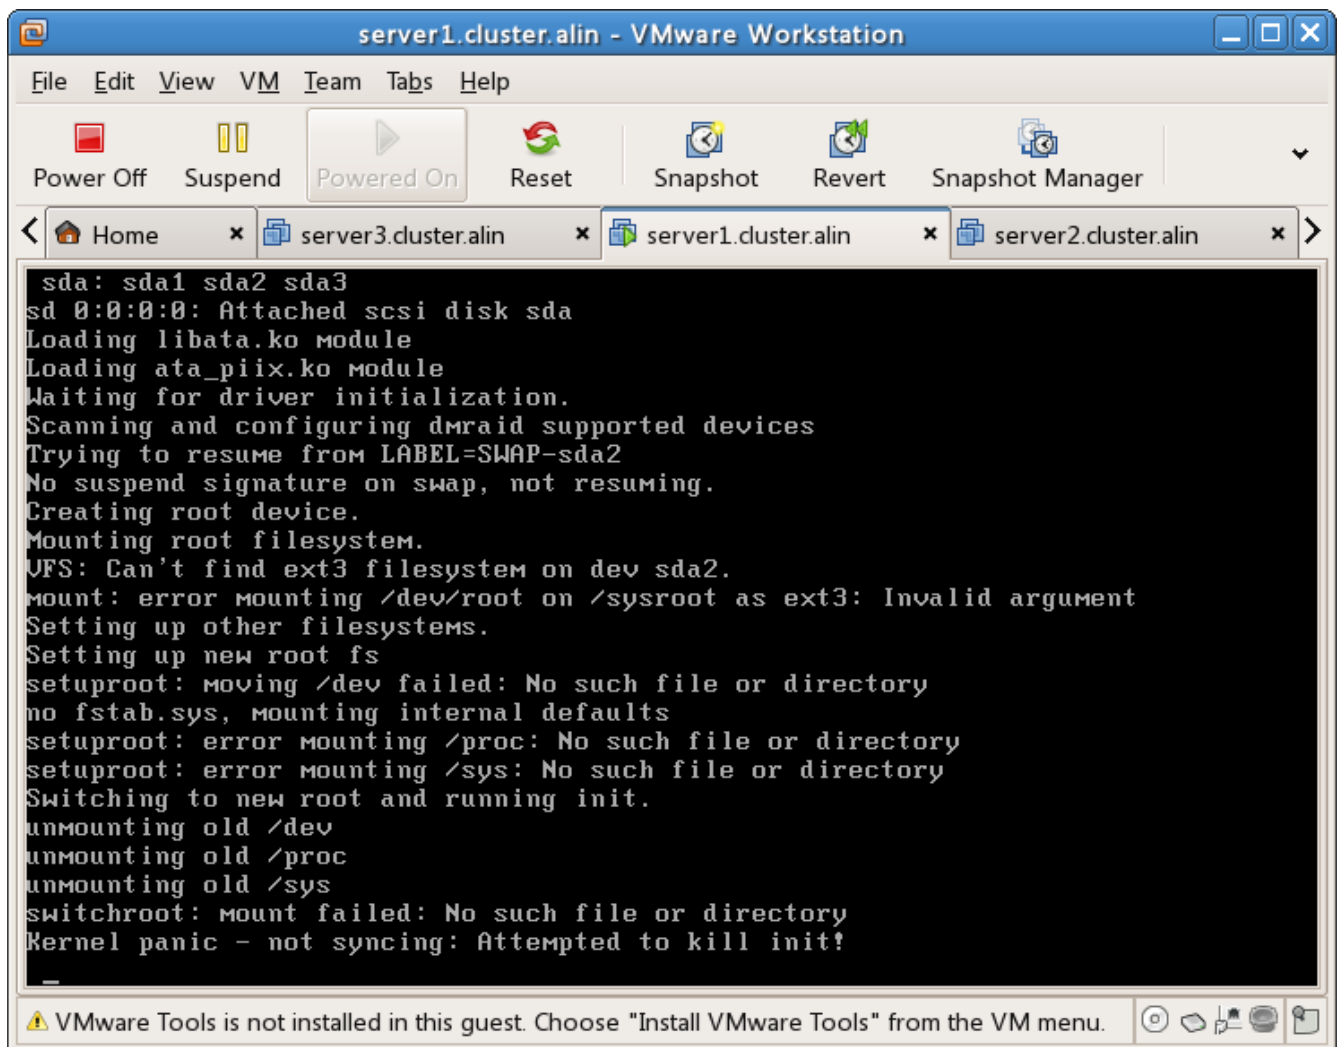 server1.cluster.alin - VMware Workstation
File Edit View VM Team Tabs Help
Power Off Suspend Powered On Reset Snapshot Revert Snapshot Manager
Home server3.cluster.alin server1.cluster.alin server2.cluster.alin
sda: sda1 sda2 sda3
sd 0:0:0:0: Attached scsi disk sda
Loading libata.ko module
Loading ata_piix.ko module
Waiting for driver initialization.
Scanning and configuring dmraid supported devices
Trying to resume from LABEL=SWAP-sda2
No suspend signature on swap, not resuming.
Creating root device.
Mounting root filesystem.
VFS: Can't find ext3 filesystem on dev sda2.
mount: error mounting /dev/root on /sysroot as ext3: Invalid argument
Setting up other filesystems.
Setting up new root fs
setuproot: moving /dev failed: No such file or directory
no fstab.sys, mounting internal defaults
setuproot: error mounting /proc: No such file or directory
setuproot: error mounting /sys: No such file or directory
Switching to new root and running init.
unmounting old /dev
unmounting old /proc
unmounting old /sys
switchroot: mount failed: No such file or directory
Kernel panic - not syncing: Attempted to kill init!
VMware Tools is not installed in this guest. Choose "Install VMware Tools" from the VM menu.